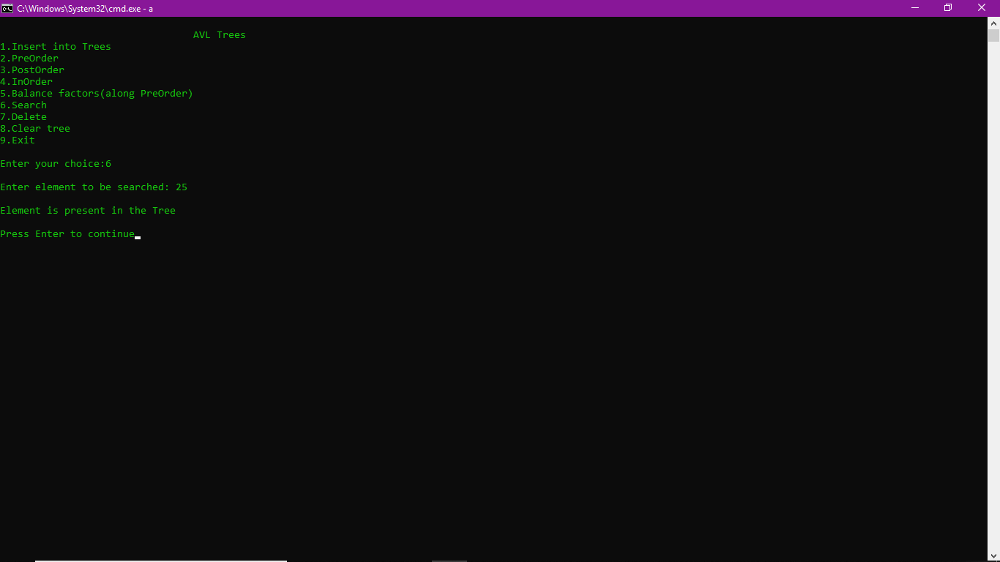 C:\Windows\System32\cmd.exe - a
AVL Trees
1.Insert into Trees
2.PreOrder
3.PostOrder
4.InOrder
5.Balance factors(along PreOrder)
6.Search
7.Delete
8.Clear tree
9.Exit
Enter your choice:6
Enter element to be searched: 25
Element is present in the Tree
Press Enter to continue